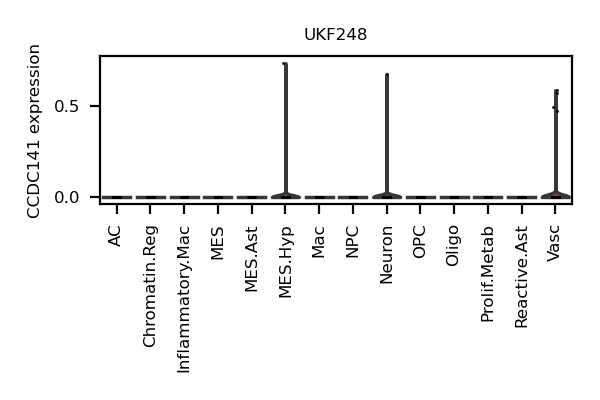 UKF248
CCDC141 expression
0.5
0.0
AC
Chromatin.Reg
Inflammatory.Mac
MES
MES.Ast
MES.Hyp
Mac
NPC
Neuron
OPC
Oligo
Prolif.Metab
Reactive.Ast
Vasc